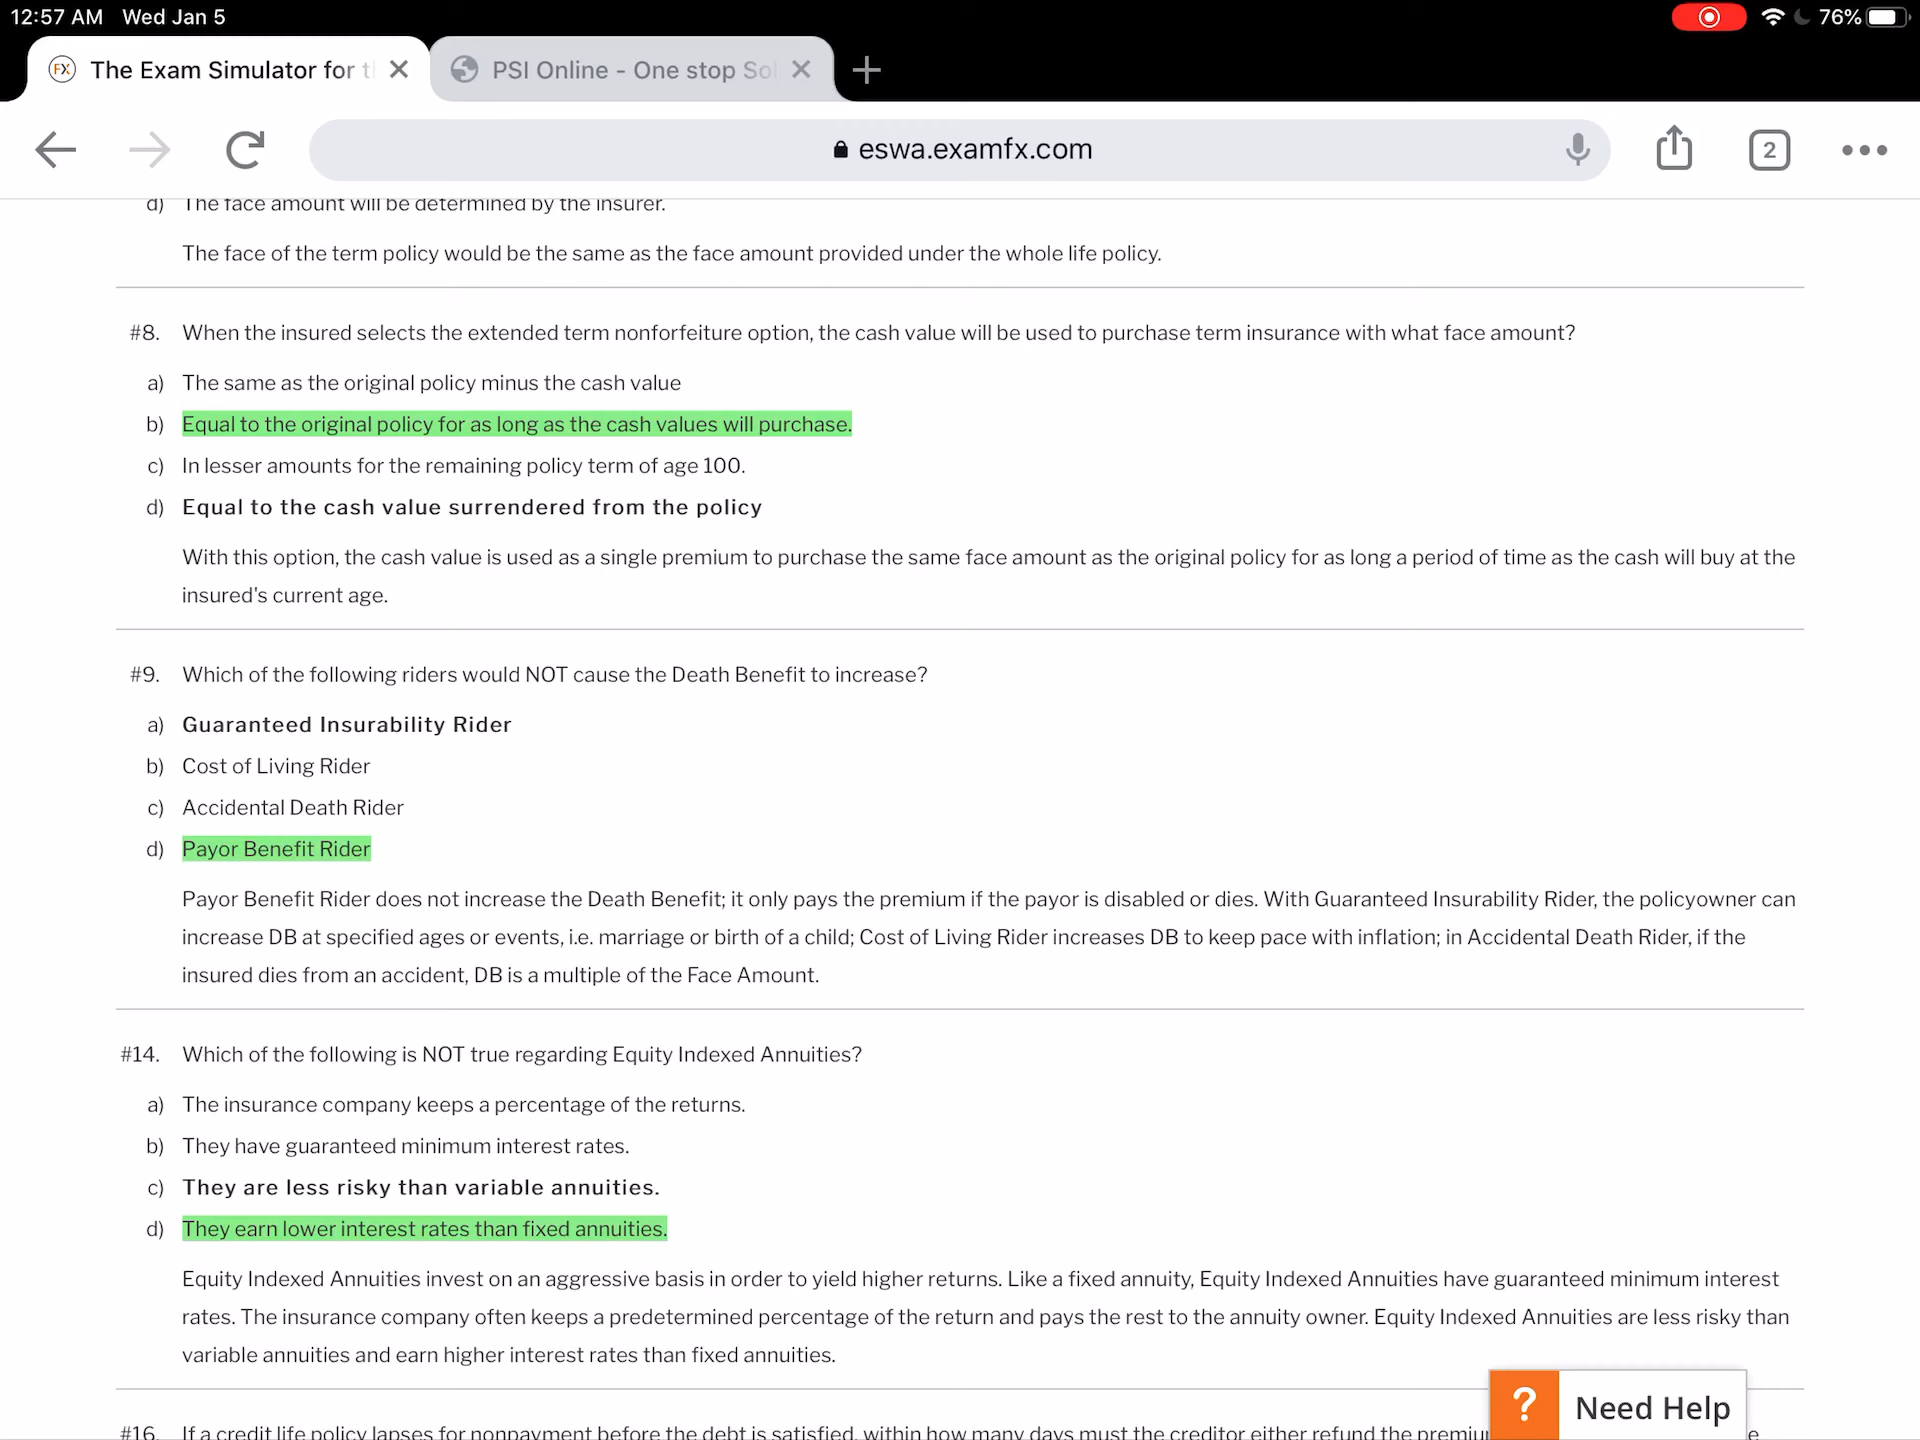 12:57 AM Wed Jan 5
76%
FX The Exam Simulator for t
PSI Online - One stop Sol
eswa.examfx.com
2
d) The face amount will be determined by the insurer.
The face of the term policy would be the same as the face amount provided under the whole life policy.
#8. When the insured selects the extended term nonforfeiture option, the cash value will be used to purchase term insurance with what face amount?
a) The same as the original policy minus the cash value
b) Equal to the original policy for as long as the cash values will purchase.
c) In lesser amounts for the remaining policy term of age 100.
d) Equal to the cash value surrendered from the policy
With this option, the cash value is used as a single premium to purchase the same face amount as the original policy for as long a period of time as the cash will buy at the
insured's current age.
#9. Which of the following riders would NOT cause the Death Benefit to increase?
a) Guaranteed Insurability Rider
b) Cost of Living Rider
c) Accidental Death Rider
d) Payor Benefit Rider
Payor Benefit Rider does not increase the Death Benefit; it only pays the premium if the payor is disabled or dies. With Guaranteed Insurability Rider, the policyowner can
increase DB at specified ages or events, i.e. marriage or birth of a child; Cost of Living Rider increases DB to keep pace with inflation; in Accidental Death Rider, if the
insured dies from an accident, DB is a multiple of the Face Amount.
#14. Which of the following is NOT true regarding Equity Indexed Annuities?
a) The insurance company keeps a percentage of the returns.
b) They have guaranteed minimum interest rates.
c) They are less risky than variable annuities.
d) They earn lower interest rates than fixed annuities.
Equity Indexed Annuities invest on an aggressive basis in order to yield higher returns. Like a fixed annuity, Equity Indexed Annuities have guaranteed minimum interest
rates. The insurance company often keeps a predetermined percentage of the return and pays the rest to the annuity owner. Equity Indexed Annuities are less risky than
variable annuities and earn higher interest rates than fixed annuities.
? Need Help
#16. If a credit life policy lapses for nonpayment before the debt is satisfied, within how many days must the creditor either refund the